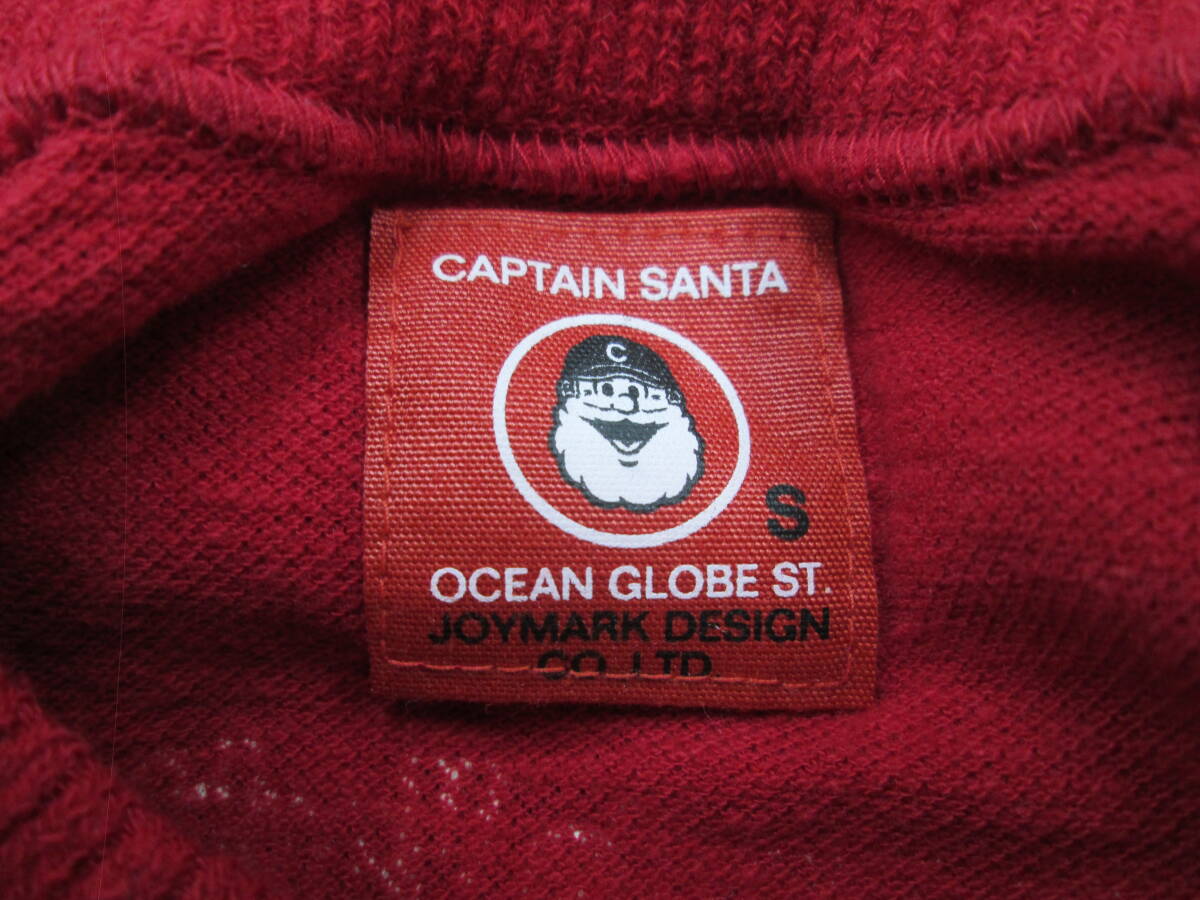 CAPTAIN SANTA
C
S
OCEAN GLOBE ST.
JOYMARK DESIGN
CO.,LTD.